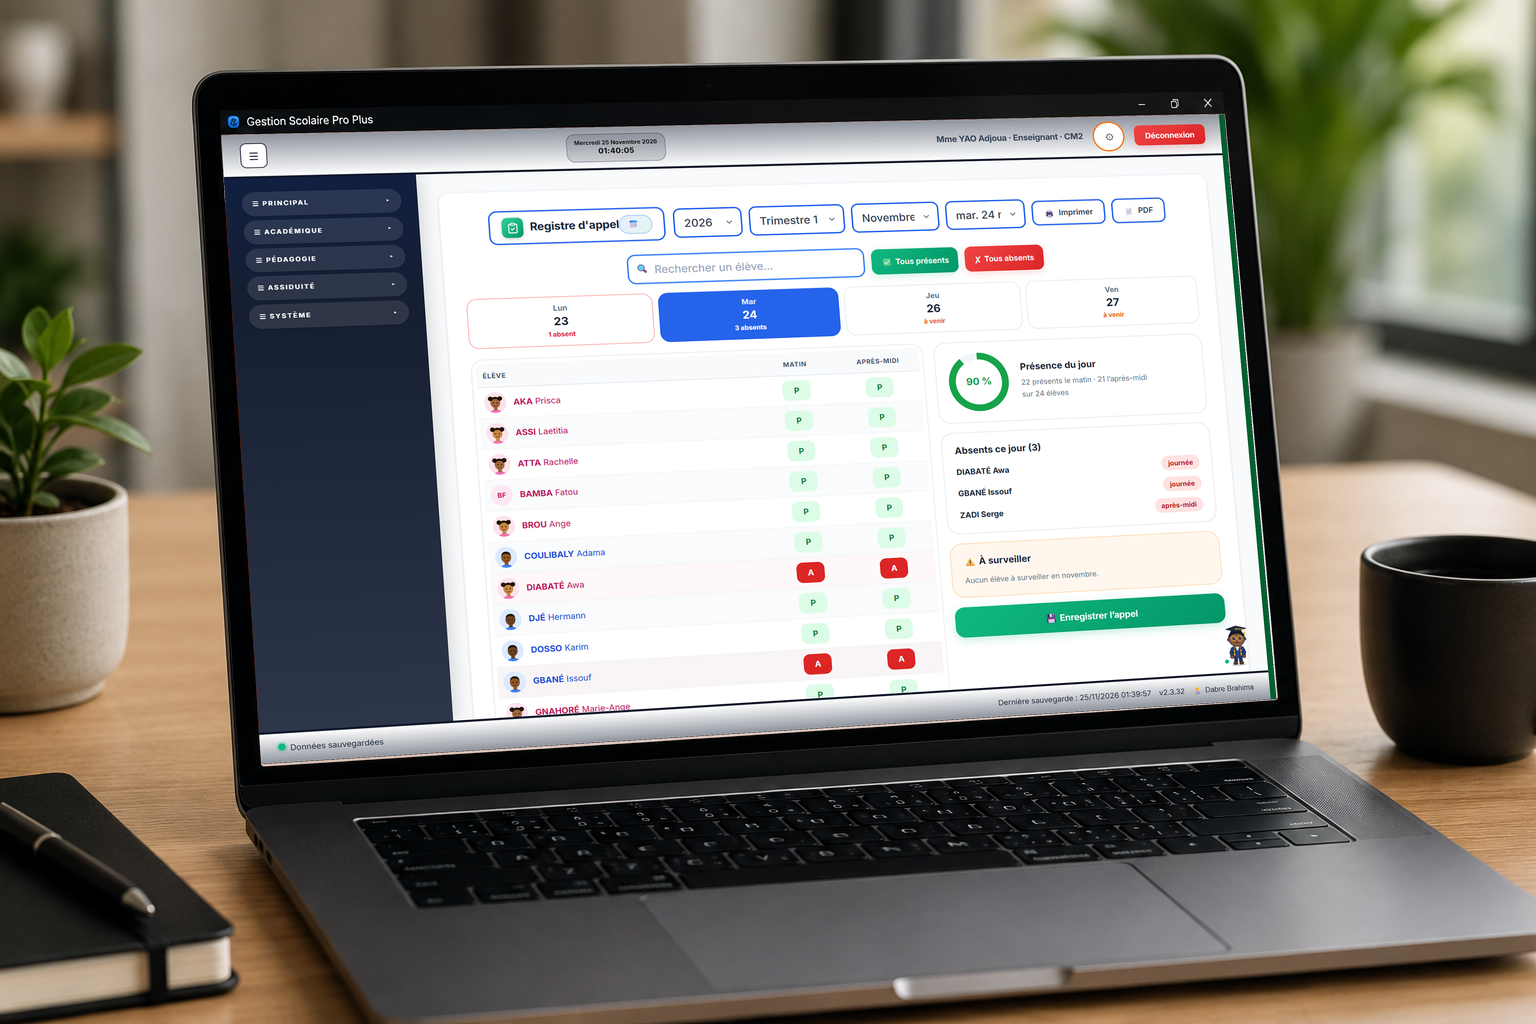 Gestion Scolaire Pro Plus
Mercredi 25 Novembre 2026
01:40:05
Mme YAO Adjoua · Enseignant · CM2
Déconnexion
PRINCIPAL
ACADÉMIQUE
PÉDAGOGIE
ASSIDUITÉ
SYSTÈME
Registre d'appel
2026
Trimestre 1
Novembre
mar. 24 r
Imprimer
PDF
Rechercher un élève...
Tous présents
✗ Tous absents
Lun
23
1 absent
Mar
24
3 absents
Jeu
26
à venir
Ven
27
à venir
ÉLÈVE MATIN APRÈS-MIDI
AKA Prisca P P
ASSI Laetitia P P
ATTA Rachelle P P
BF BAMBA Fatou P P
BROU Ange P P
COULIBALY Adama P P
DIABATÉ Awa A A
DJÉ Hermann P P
DOSSO Karim P P
GBANÉ Issouf A A
GNAHORÉ Marie-Ange P P
90 %
Présence du jour
22 présents le matin · 21 l'après-midi
sur 24 élèves
Absents ce jour (3)
DIABATÉ Awa journée
GBANÉ Issouf journée
ZADI Serge après-midi
À surveiller
Aucun élève à surveiller en novembre.
Enregistrer l'appel
Données sauvegardées
Dernière sauvegarde : 25/11/2026 01:39:57 v2.3.32 Dabre Brahima